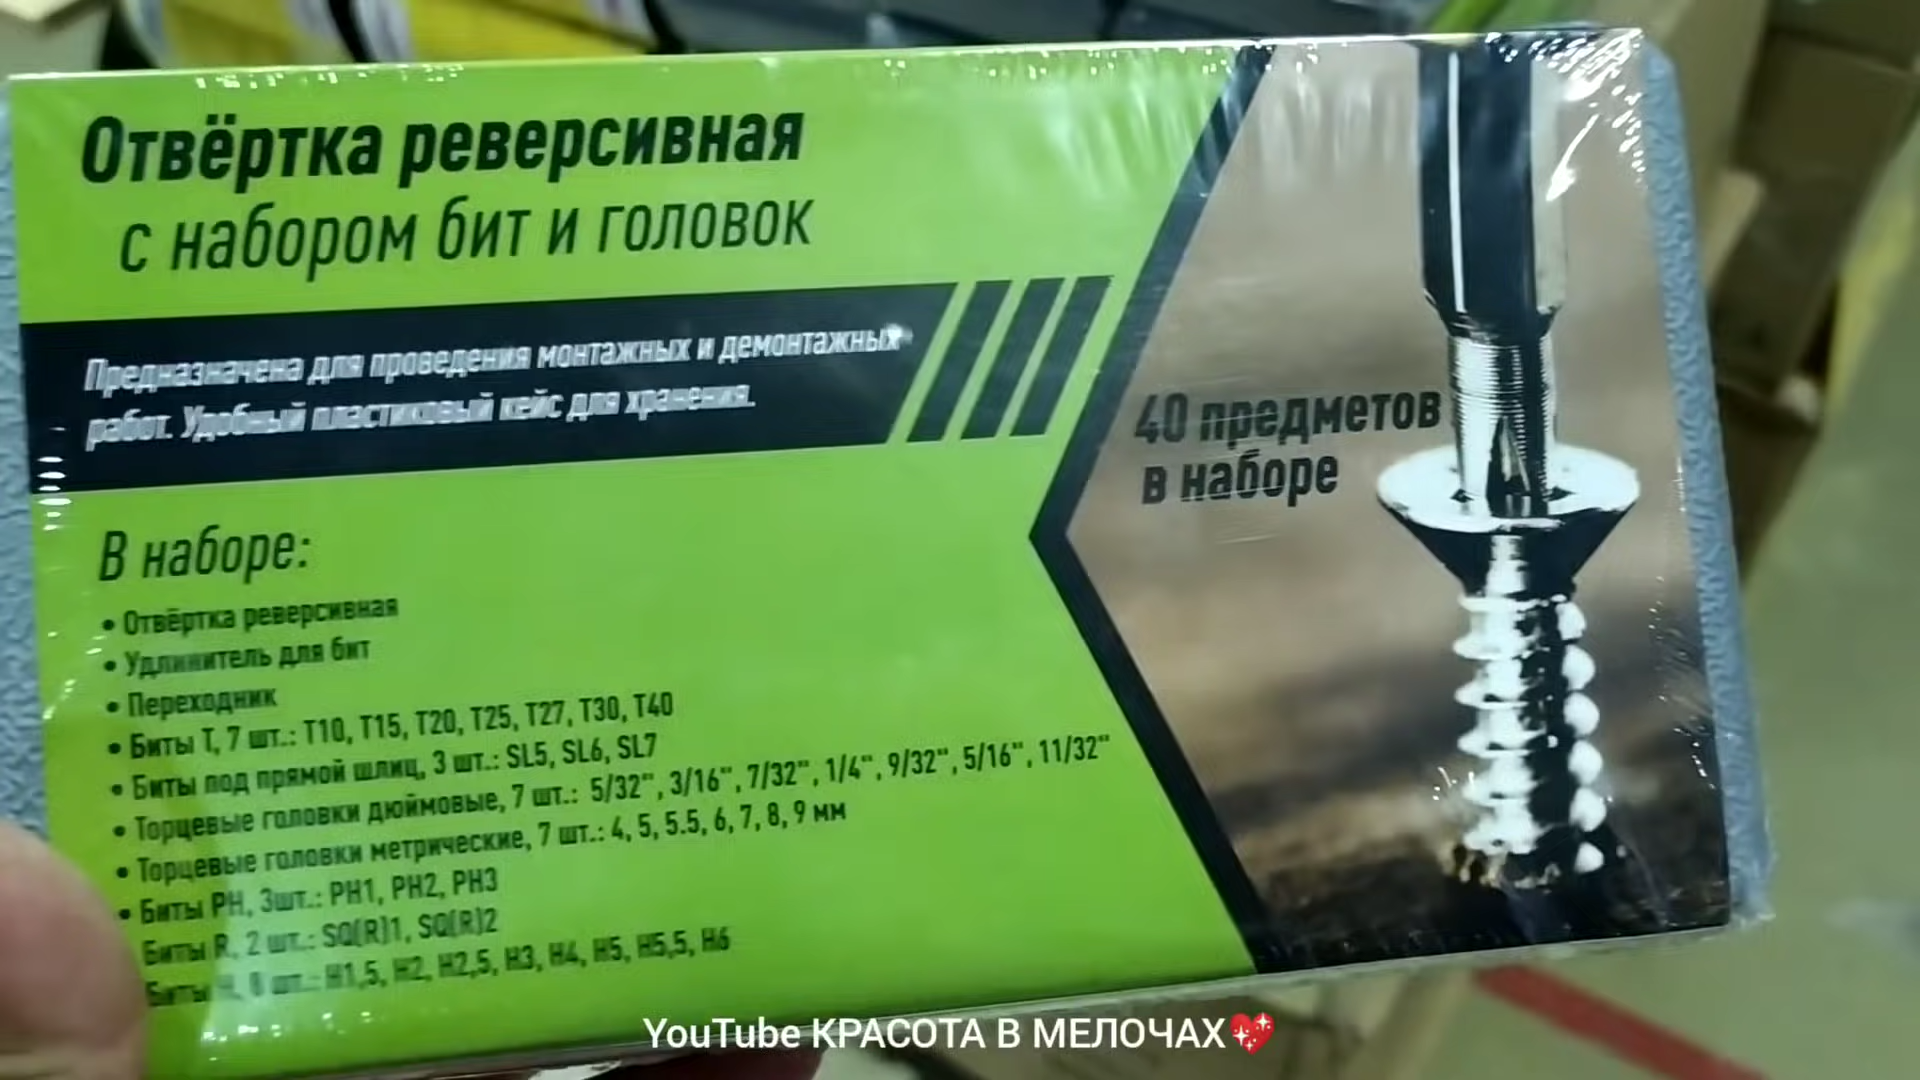 Отвёртка реверсивная
с набором бит и головок
Предназначена для проведения монтажных и демонтажных
работ. Удобный пластиковый кейс для хранения.
40 предметов
в наборе
В наборе:
• Отвёртка реверсивная
• Удлинитель для бит
• Переходник
• Биты Т, 7 шт.: Т10, Т15, Т20, Т25, Т27, Т30, Т40
• Биты под прямой шлиц, 3 шт.: SL5, SL6, SL7
• Торцевые головки дюймовые, 7 шт.: 5/32", 3/16", 7/32", 1/4", 9/32", 5/16", 11/32"
• Торцевые головки метрические, 7 шт.: 4, 5, 5.5, 6, 7, 8, 9 мм
• Биты PH, 3шт.: PH1, PH2, PH3
Биты R, 2 шт.: SQ(R)1, SQ(R)2
Биты H, 8 шт.: H1,5, H2, H2,5, H3, H4, H5, H5,5, H6
YouTube КРАСОТА В МЕЛОЧАХ💖